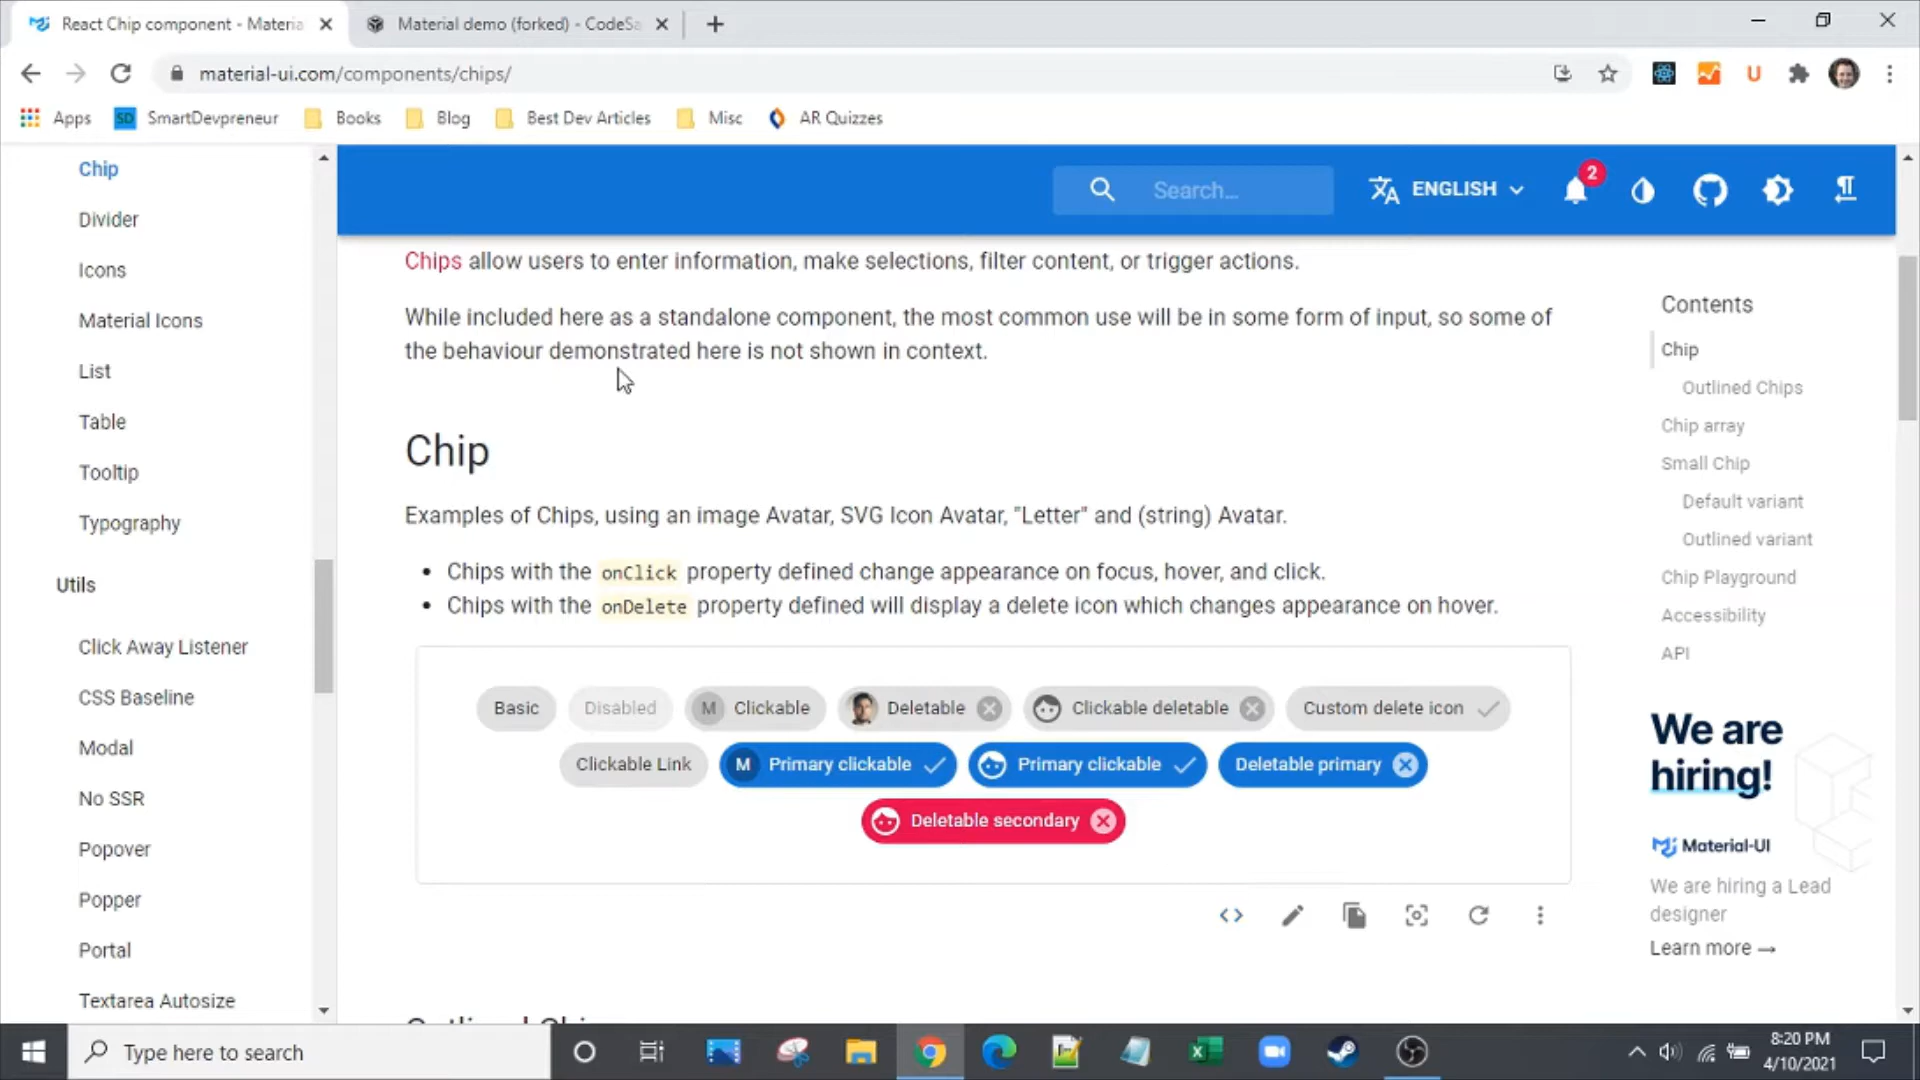 React Chip component - Materia
Material demo (forked) - CodeSa
material-ui.com/components/chips/
Apps
SD
SmartDevpreneur
Books
Blog
Best Dev Articles
Misc
AR Quizzes
U
Chip
Divider
Icons
Material Icons
List
Table
Tooltip
Typography
Utils
Click Away Listener
CSS Baseline
Modal
No SSR
Popover
Popper
Portal
Textarea Autosize
Search…
ENGLISH
2
Chips allow users to enter information, make selections, filter content, or trigger actions.
While included here as a standalone component, the most common use will be in some form of input, so some of
the behaviour demonstrated here is not shown in context.
Chip
Examples of Chips, using an image Avatar, SVG Icon Avatar, "Letter" and (string) Avatar.
• Chips with the onClick property defined change appearance on focus, hover, and click.
• Chips with the onDelete property defined will display a delete icon which changes appearance on hover.
Basic
Disabled
M Clickable
Deletable
Clickable deletable
Custom delete icon
Clickable Link
M Primary clickable
Primary clickable
Deletable primary
Deletable secondary
Outlined Chips
Contents
Chip
Outlined Chips
Chip array
Small Chip
Default variant
Outlined variant
Chip Playground
Accessibility
API
We are
hiring!
Material-UI
We are hiring a Lead
designer
Learn more →
Type here to search
8:20 PM
4/10/2021